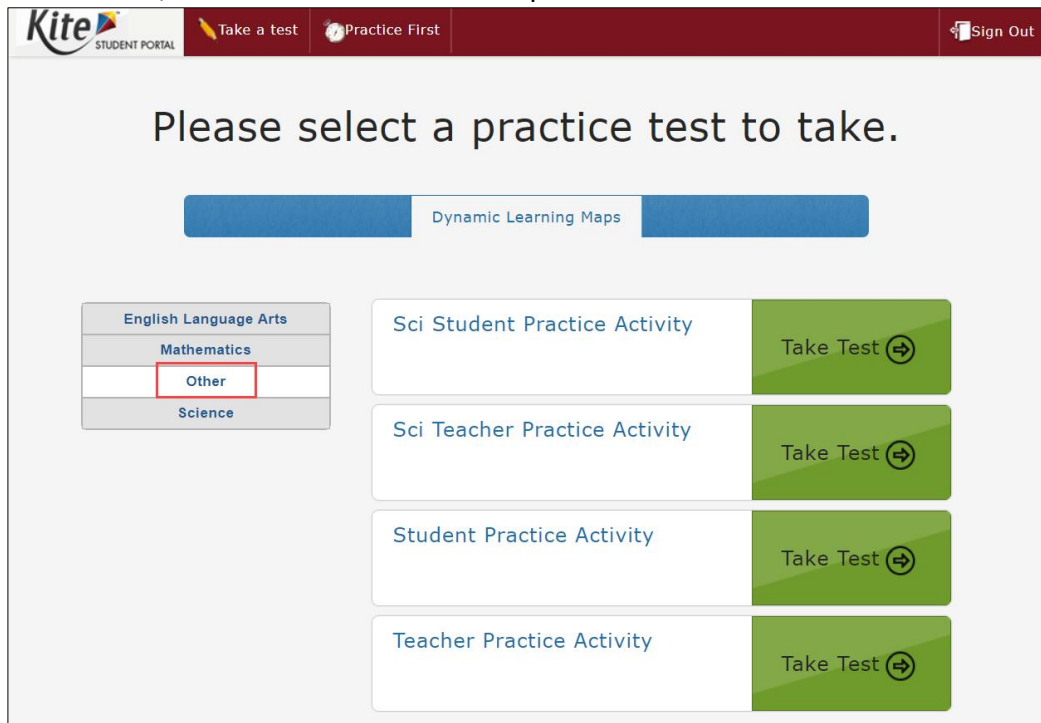 Kite STUDENT PORTAL Take a test Practice First Sign Out
Please select a practice test to take.
Dynamic Learning Maps
English Language Arts
Mathematics
Other
Science
Sci Student Practice Activity
Take Test
Sci Teacher Practice Activity
Take Test
Student Practice Activity
Take Test
Teacher Practice Activity
Take Test